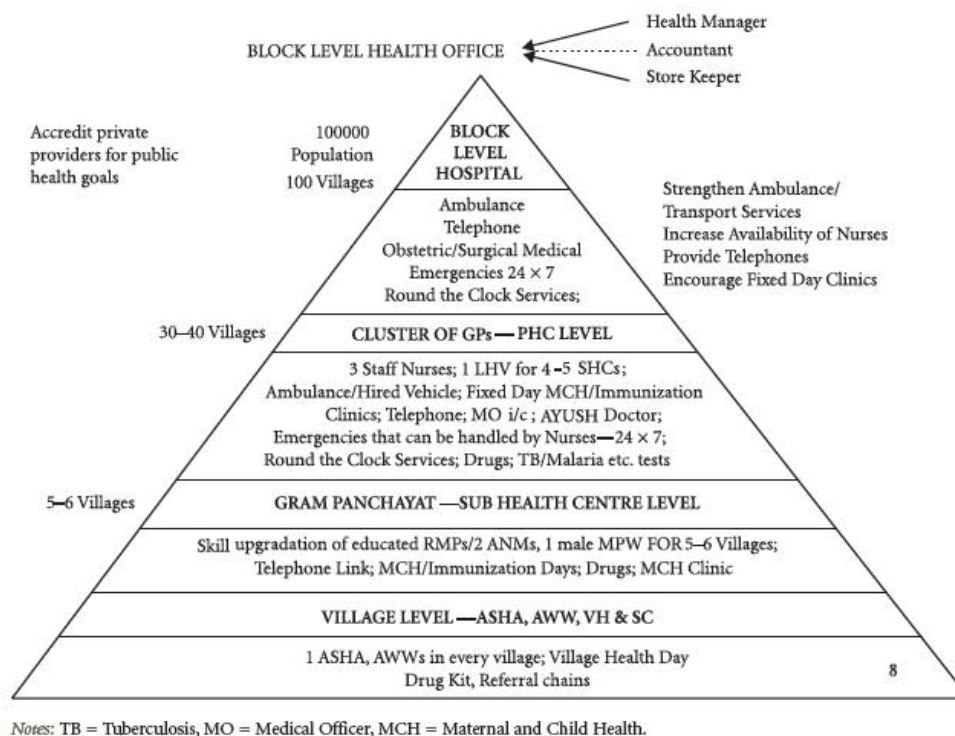 Health Manager
BLOCK LEVEL HEALTH OFFICE
Accountant
Store Keeper
Accredit private
providers for public
health goals
100000
Population
100 Villages
BLOCK
LEVEL
HOSPITAL
Strengthen Ambulance/
Transport Services
Increase Availability of Nurses
Provide Telephones
Encourage Fixed Day Clinics
Ambulance
Telephone
Obstetric/Surgical Medical
Emergencies 24 × 7
Round the Clock Services;
30–40 Villages
CLUSTER OF GPs—PHC LEVEL
3 Staff Nurses; 1 LHV for 4–5 SHCs;
Ambulance/Hired Vehicle; Fixed Day MCH/Immunization
Clinics; Telephone; MO i/c; AYUSH Doctor;
Emergencies that can be handled by Nurses—24 × 7;
Round the Clock Services; Drugs; TB/Malaria etc. tests
5–6 Villages
GRAM PANCHAYAT—SUB HEALTH CENTRE LEVEL
Skill upgradation of educated RMPs/2 ANMs, 1 male MPW FOR 5–6 Villages;
Telephone Link; MCH/Immunization Days; Drugs; MCH Clinic
VILLAGE LEVEL—ASHA, AWW, VH & SC
1 ASHA, AWWs in every village; Village Health Day
Drug Kit, Referral chains
8
Notes: TB = Tuberculosis, MO = Medical Officer, MCH = Maternal and Child Health.